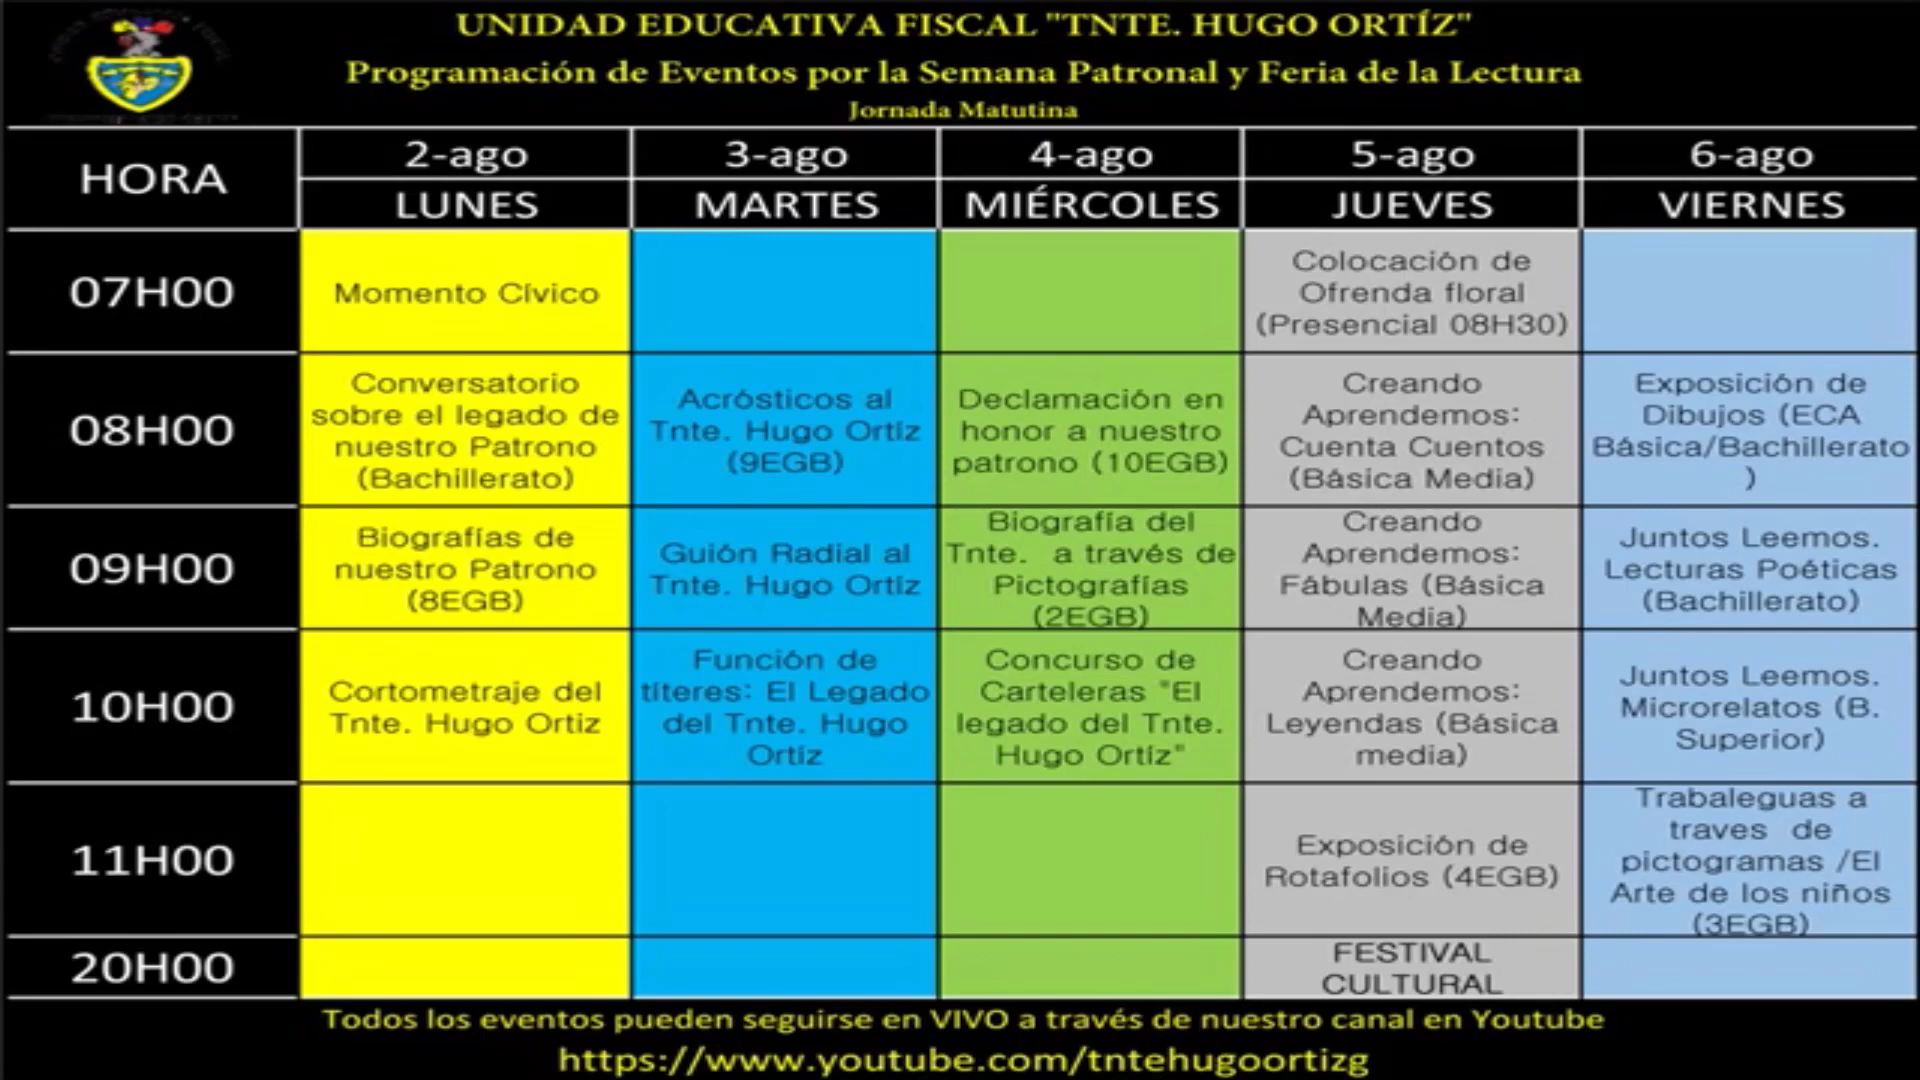 UNIDAD EDUCATIVA FISCAL "TNTE. HUGO ORTÍZ"
Programación de Eventos por la Semana Patronal y Feria de la Lectura
Jornada Matutina
HORA
2-ago
3-ago
4-ago
5-ago
6-ago
LUNES
MARTES
MIÉRCOLES
JUEVES
VIERNES
07H00
Momento Cívico
Colocación de
Ofrenda floral
(Presencial 08H30)
08H00
Conversatorio
sobre el legado de
nuestro Patrono
(Bachillerato)
Acrósticos al
Tnte. Hugo Ortíz
(9EGB)
Declamación en
honor a nuestro
patrono (10EGB)
Creando
Aprendemos:
Cuenta Cuentos
(Básica Media)
Exposición de
Dibujos (ECA
Básica/Bachillerato
)
09H00
Biografías de
nuestro Patrono
(8EGB)
Guión Radial al
Tnte. Hugo Ortíz
Biografía del
Tnte. a través de
Pictografías
(2EGB)
Creando
Aprendemos:
Fábulas (Básica
Media)
Juntos Leemos.
Lecturas Poéticas
(Bachillerato)
10H00
Cortometraje del
Tnte. Hugo Ortiz
Función de
títeres: El Legado
del Tnte. Hugo
Ortíz
Concurso de
Carteleras "El
legado del Tnte.
Hugo Ortíz"
Creando
Aprendemos:
Leyendas (Básica
media)
Juntos Leemos.
Microrelatos (B.
Superior)
11H00
Exposición de
Rotafolios (4EGB)
Trabaleguas a
traves de
pictogramas /El
Arte de los niños
(3EGB)
20H00
FESTIVAL
CULTURAL
Todos los eventos pueden seguirse en VIVO a través de nuestro canal en Youtube
https://www.youtube.com/tntehugoortizg